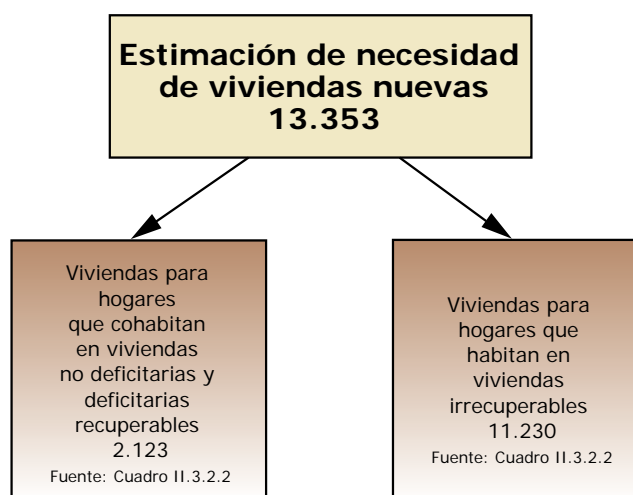 Estimación de necesidad
de viviendas nuevas
13.353
Viviendas para
hogares
que cohabitan
en viviendas
no deficitarias y
deficitarias
recuperables
2.123
Fuente: Cuadro II.3.2.2
Viviendas para
hogares que
habitan en
viviendas
irrecuperables
11.230
Fuente: Cuadro II.3.2.2